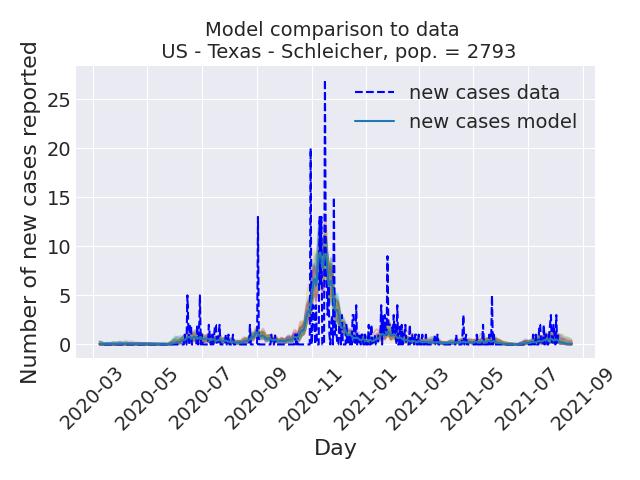 Model comparison to data
US - Texas - Schleicher, pop. = 2793
Number of new cases reported
25
20
15
10
5
0
new cases data
new cases model
2020-03
2020-05
2020-07
2020-09
2020-11
2021-01
2021-03
2021-05
2021-07
2021-09
Day